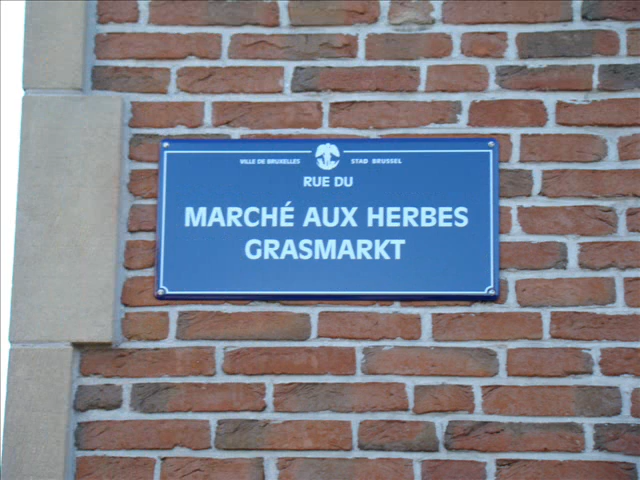 VILLE DE BRUXELLES STAD BRUSSEL
RUE DU
MARCHÉ AUX HERBES
GRASMARKT